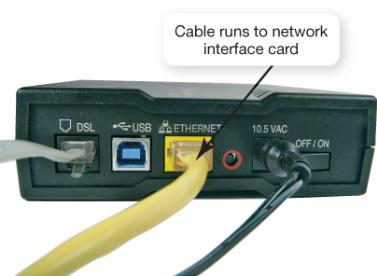 Cable runs to network
interface card
DSL
USB
ETHERNET
10.5 VAC
OFF / ON